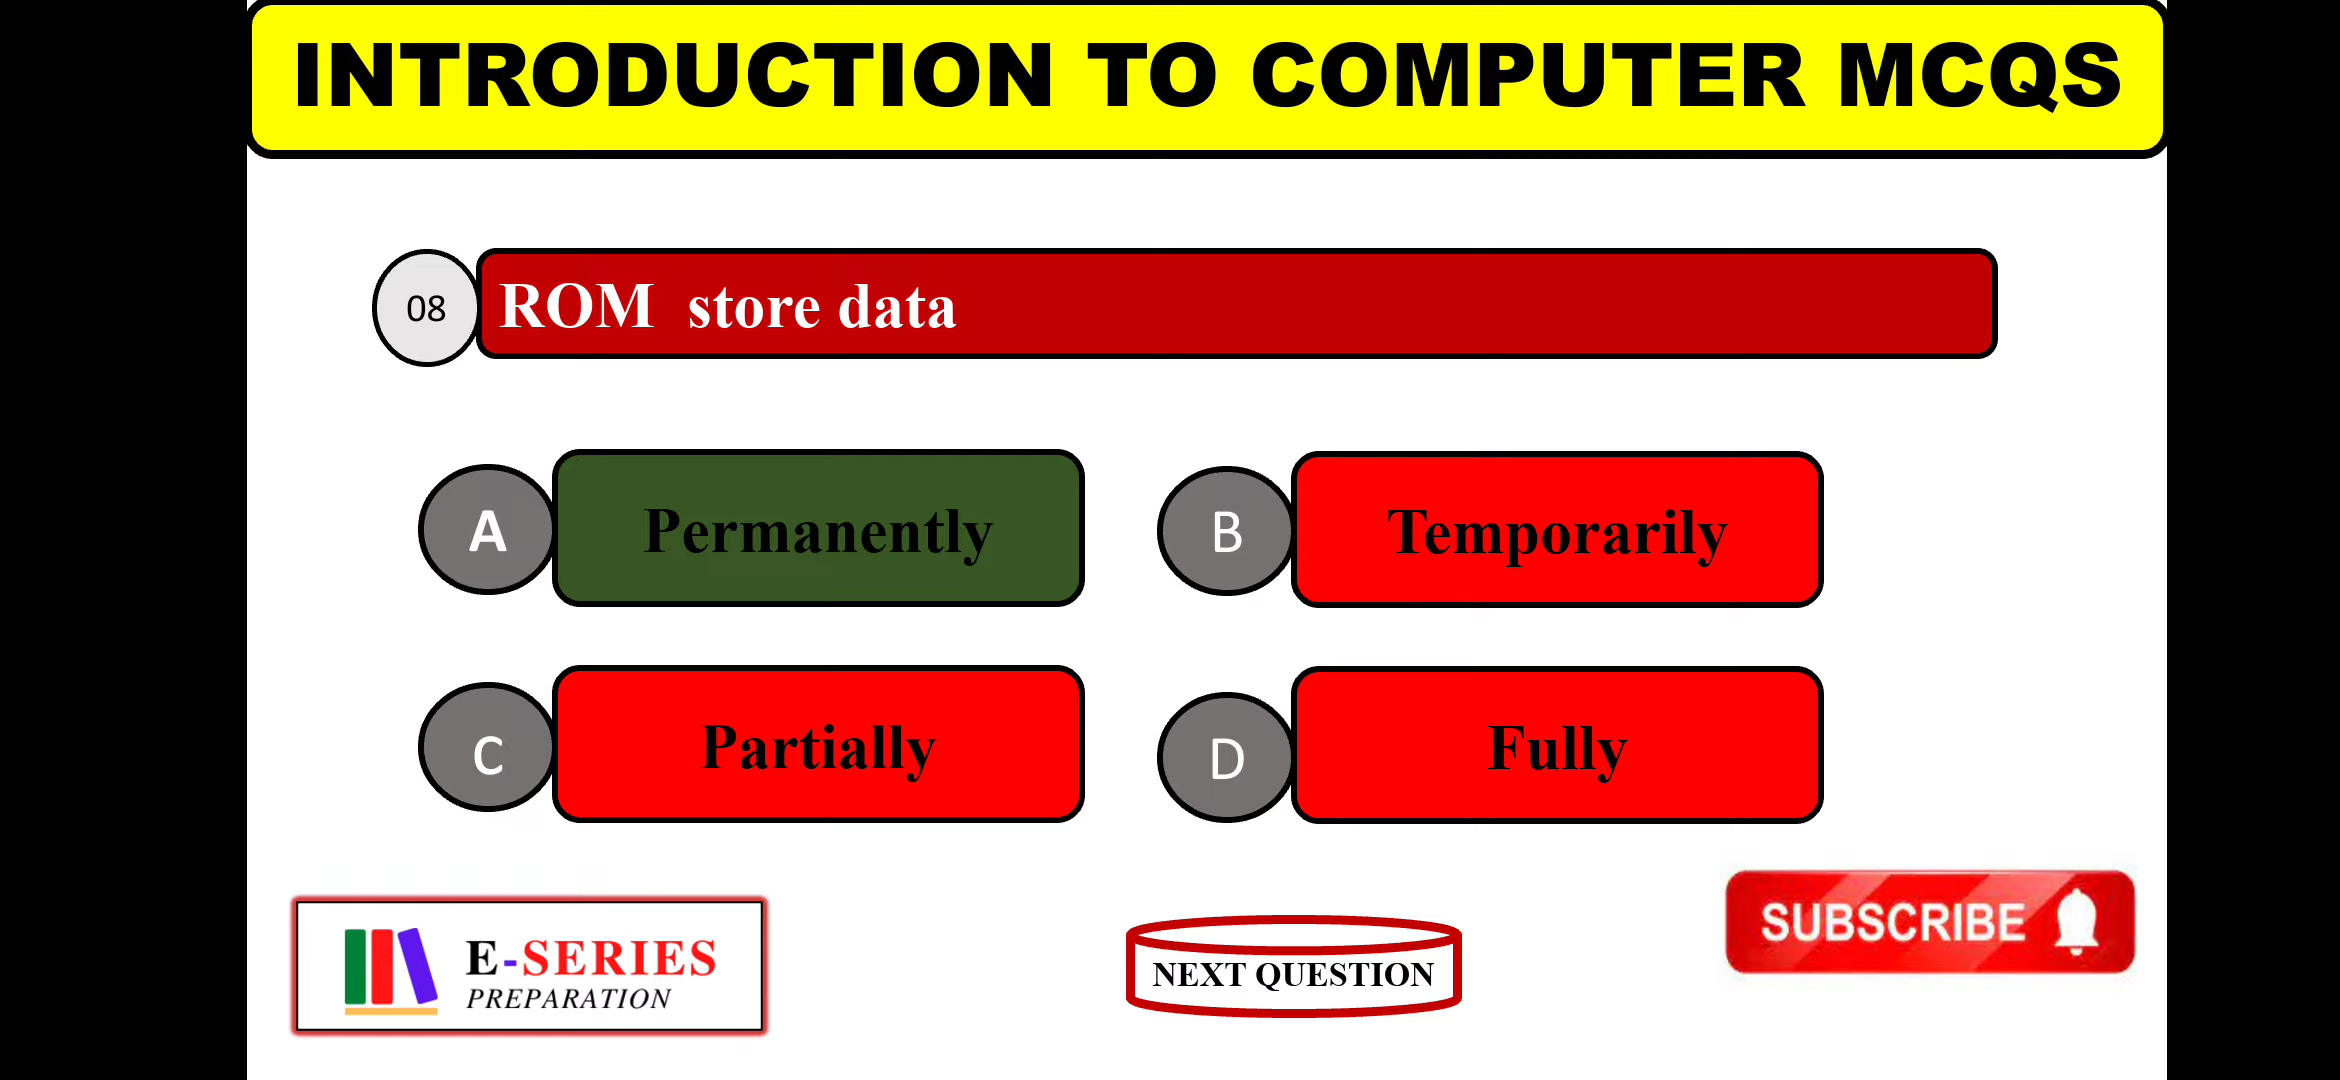 INTRODUCTION TO COMPUTER MCQS
08
ROM store data
A
Permanently
B
Temporarily
C
Partially
D
Fully
E-SERIES
PREPARATION
NEXT QUESTION
SUBSCRIBE